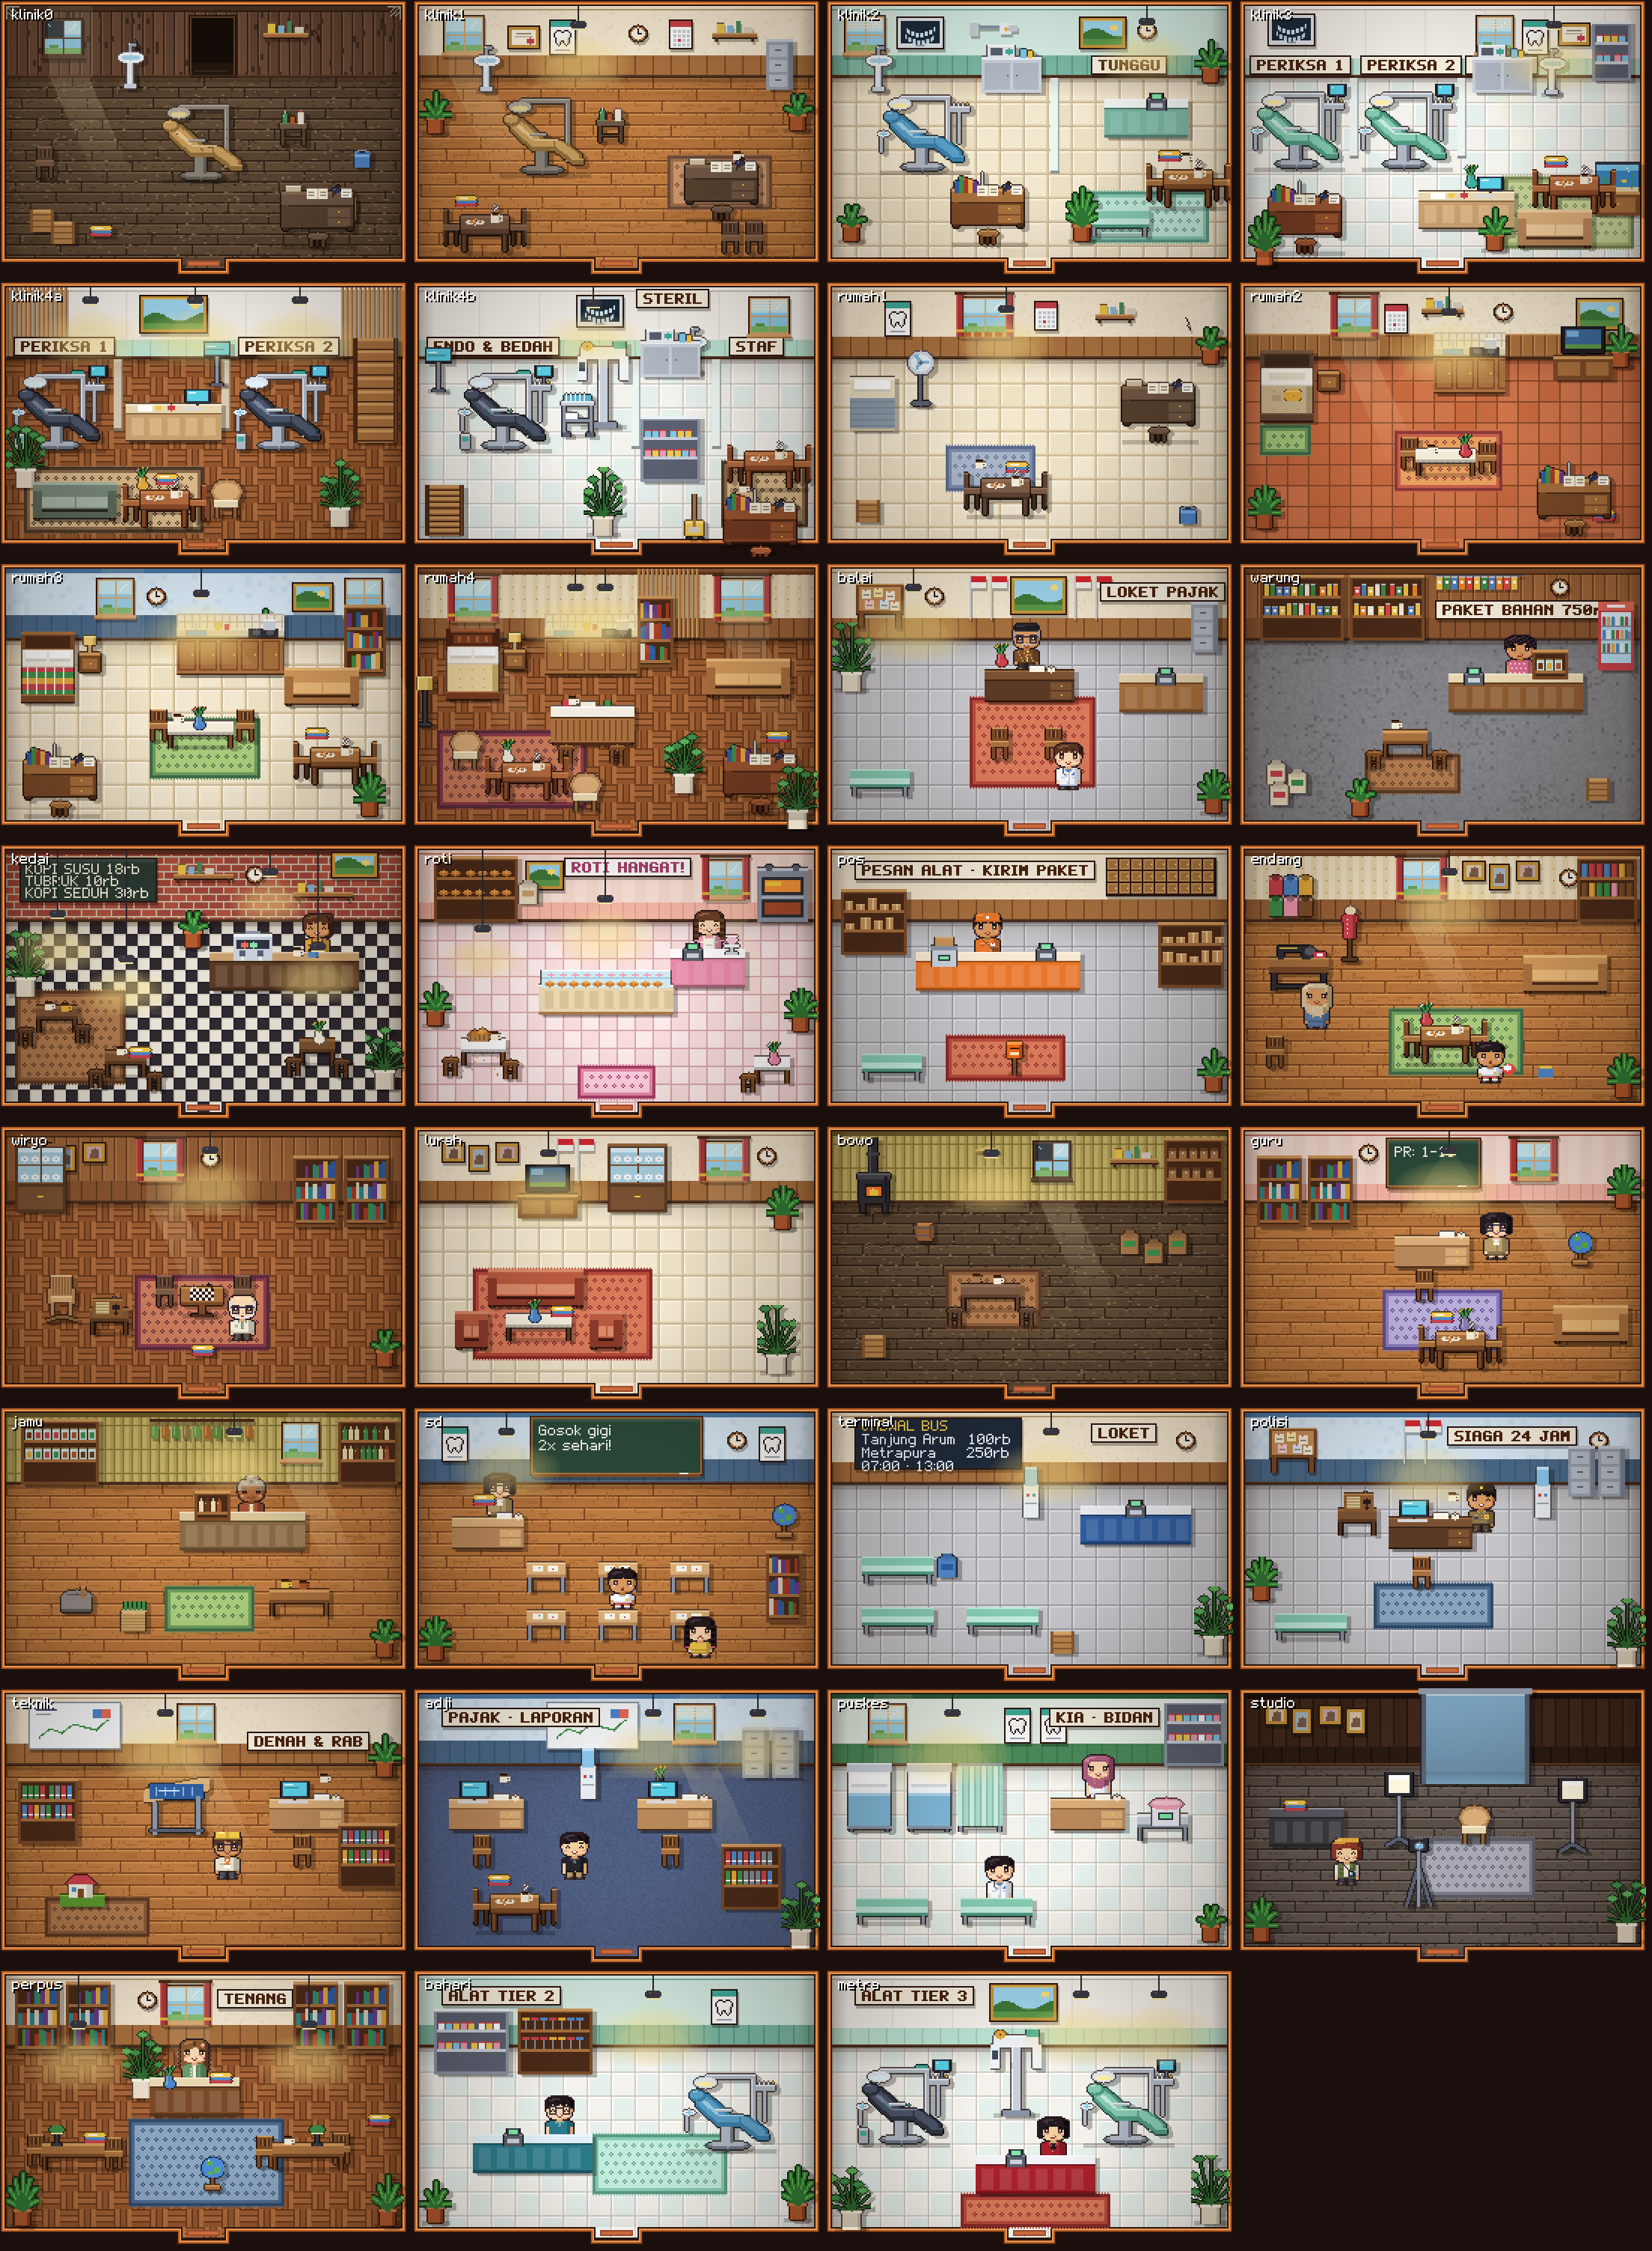 klinik0
klinik1
klinik2
TUNGGU
klinik3
PERIKSA 1
PERIKSA 2
klinik4a
PERIKSA 1
PERIKSA 2
klinik4b
STERIL
ENDO & BEDAH
STAF
rumah1
rumah2
rumah3
rumah4
balai
LOKET PAJAK
warung
PAKET BAHAN
kedai
KOPI SUSU 18rb
TUBRUK 10rb
KOPI SEDUH 30rb
roti
ROTI HANGAT!
pos
PESAN ALAT · KIRIM PAKET
endang
wiryo
lurah
bowo
guru
PR: 1-
jamu
sd
Gosok gigi
2x sehari!
terminal
BUS
Tanjung Arum 100rb
Metrapura 250rb
07:00 · 13:00
LOKET
polisi
SIAGA 24 JAM
teknik
DENAH & RAB
adji
PAJAK · LAPORAN
puskes
KIA · BIDAN
studio
perpus
TENANG
bahari
ALAT TIER 2
metra
ALAT TIER 3